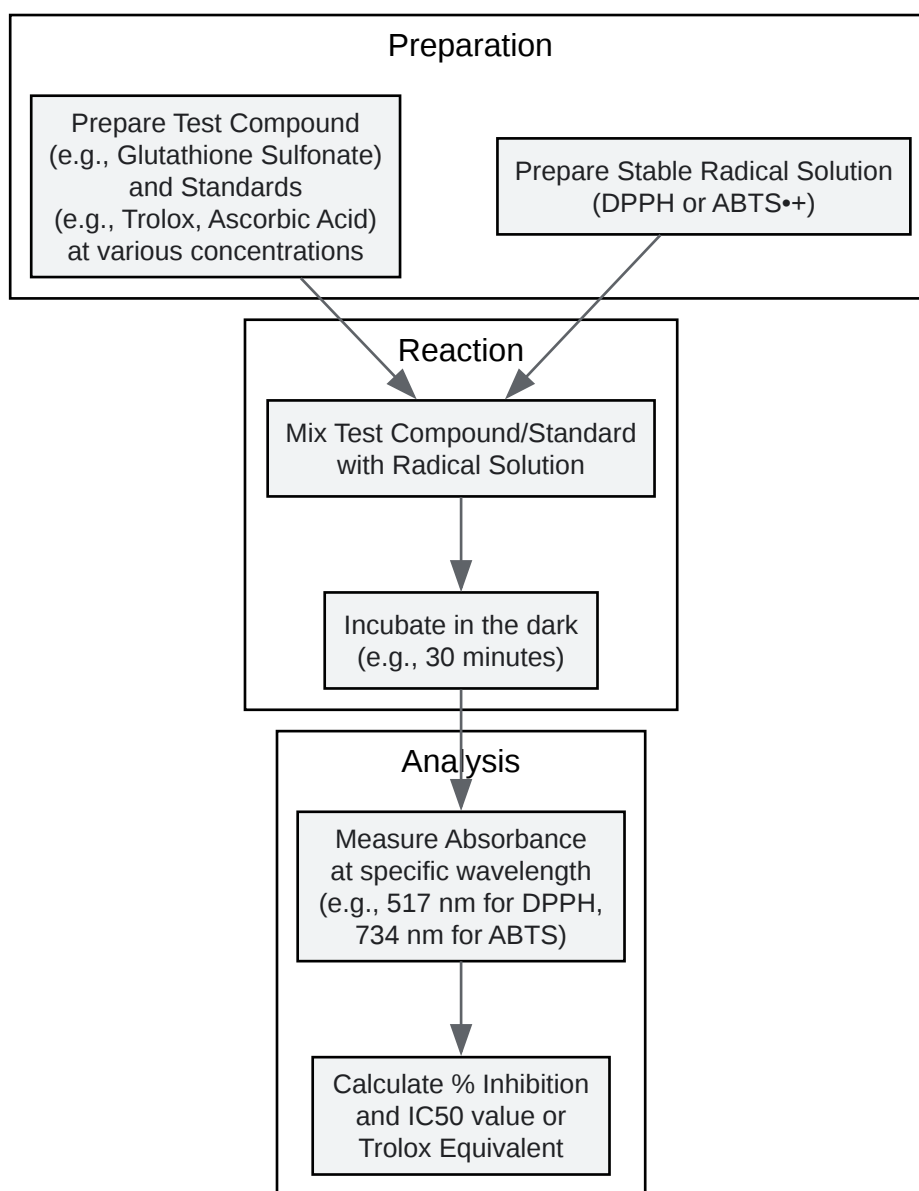 Preparation
Prepare Test Compound
(e.g., Glutathione Sulfonate)
and Standards
(e.g., Trolox, Ascorbic Acid)
at various concentrations
Prepare Stable Radical Solution
(DPPH or ABTS•+)
Reaction
Mix Test Compound/Standard
with Radical Solution
Incubate in the dark
(e.g., 30 minutes)
Analysis
Measure Absorbance
at specific wavelength
(e.g., 517 nm for DPPH,
734 nm for ABTS)
Calculate % Inhibition
and IC50 value or
Trolox Equivalent